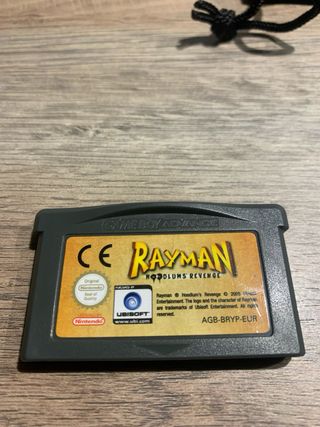 GAME BOY ADVANCE
CE
RAYMAN
HOODLUMS' REVENGE
Original
Nintendo
Seal of
Quality
Nintendo
PUBLISHED BY
UBISOFT
www.ubi.com
Rayman ® Hoodlum's Revenge © 2005 Ubisoft
Entertainment. The logo and the character of Rayman
are trademarks of Ubisoft Entertainment. All rights
reserved.
AGB-BRYP-EUR